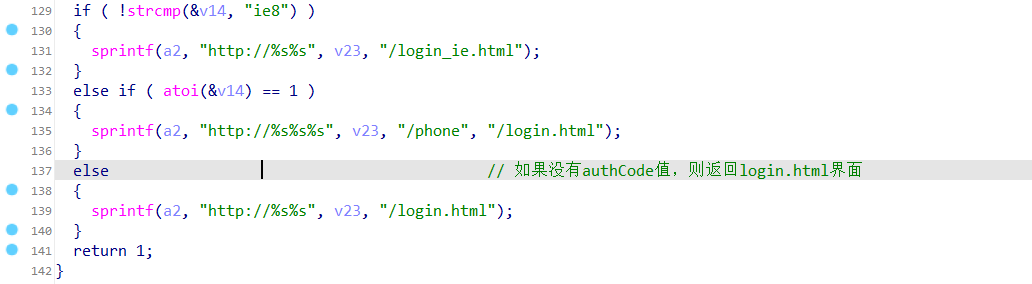 129 if ( !strcmp(&v14, "ie8") )
130 {
131 sprintf(a2, "http://%s%s", v23, "/login_ie.html");
132 }
133 else if ( atoi(&v14) == 1 )
134 {
135 sprintf(a2, "http://%s%s%s", v23, "/phone", "/login.html");
136 }
137 else // 如果没有authCode值，则返回login.html界面
138 {
139 sprintf(a2, "http://%s%s", v23, "/login.html");
140 }
141 return 1;
142 }